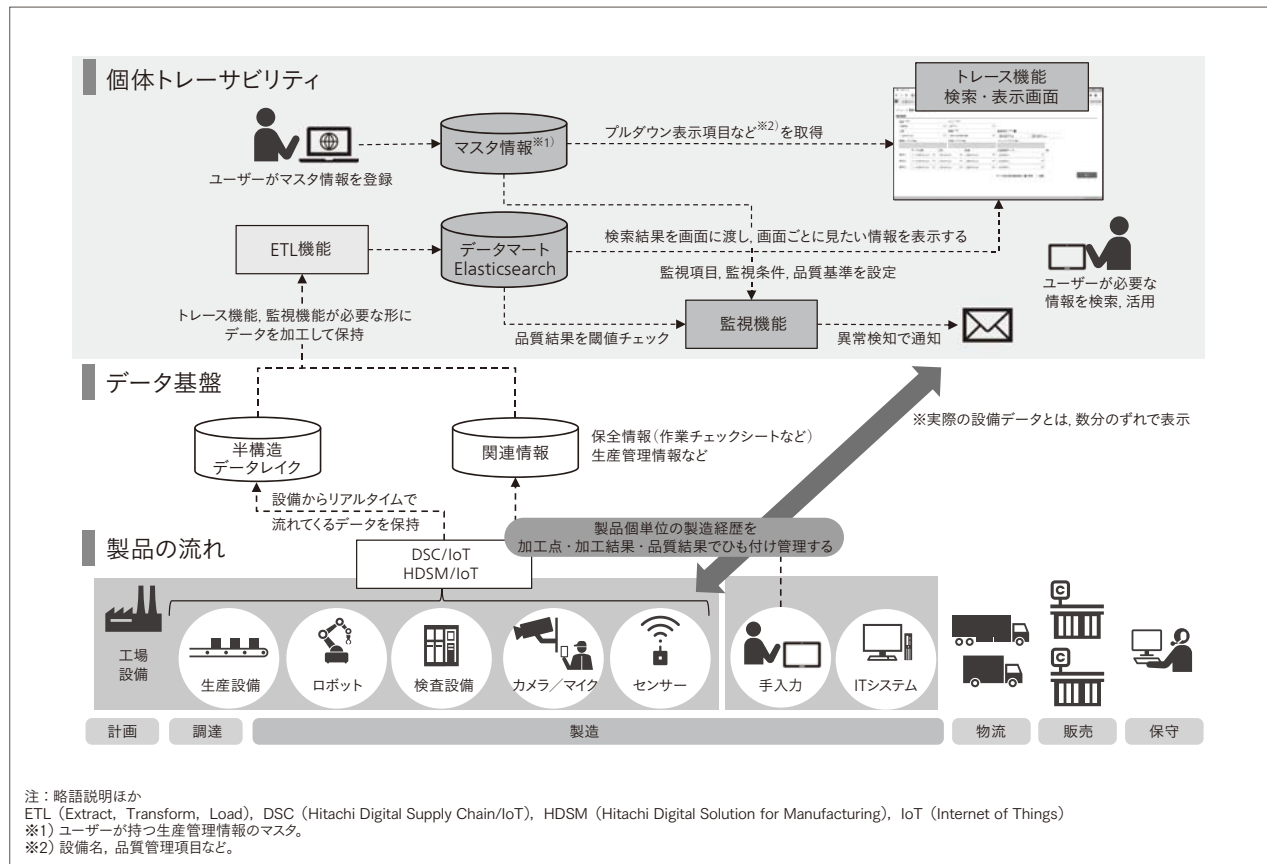 個体トレーサビリティ
トレース機能
検索・表示画面
マスタ情報※1)
プルダウン表示項目など※2)を取得
ユーザーがマスタ情報を登録
ETL機能
データマート
Elasticsearch
検索結果を画面に渡し, 画面ごとに見たい情報を表示する
監視項目, 監視条件, 品質基準を設定
ユーザーが必要な
情報を検索, 活用
トレース機能, 監視機能が必要な形に
データを加工して保持
品質結果を閾値チェック
監視機能
異常検知で通知
データ基盤
※実際の設備データとは, 数分のずれで表示
半構造
データレイク
関連情報
保全情報（作業チェックシートなど）
生産管理情報など
設備からリアルタイムで
流れてくるデータを保持
製品個単位の製造経歴を
加工点・加工結果・品質結果でひも付け管理する
製品の流れ
DSC/IoT
HDSM/IoT
工場
設備
生産設備
ロボット
検査設備
カメラ／マイク
センサー
手入力
ITシステム
C
C
計画
調達
製造
物流
販売
保守
注：略語説明ほか
ETL（Extract, Transform, Load）, DSC（Hitachi Digital Supply Chain/IoT）, HDSM（Hitachi Digital Solution for Manufacturing）, IoT（Internet of Things）
※1）ユーザーが持つ生産管理情報のマスタ。
※2）設備名, 品質管理項目など。